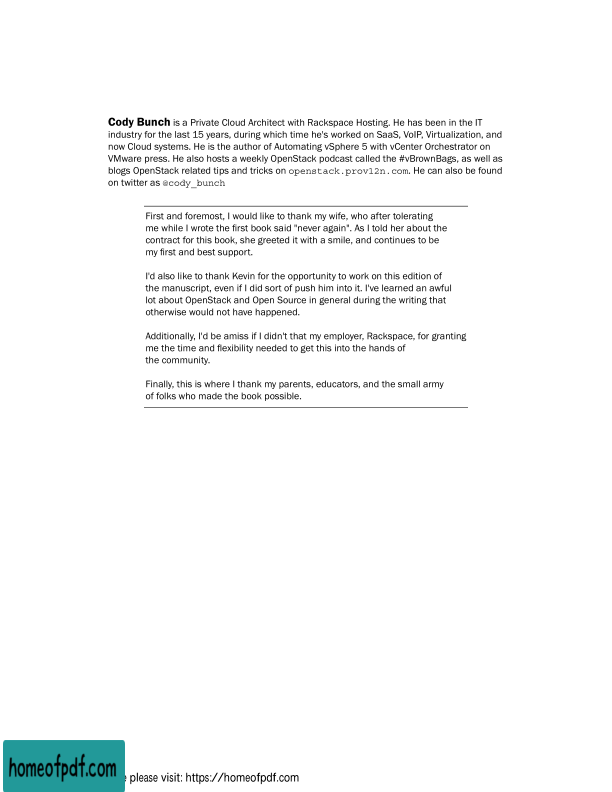 Cody Bunch is a Private Cloud Architect with Rackspace Hosting. He has been in the IT
industry for the last 15 years, during which time he's worked on SaaS, VoIP, Virtualization, and
now Cloud systems. He is the author of Automating vSphere 5 with vCenter Orchestrator on
VMware press. He also hosts a weekly OpenStack podcast called the #vBrownBags, as well as
blogs OpenStack related tips and tricks on openstack.prov12n.com. He can also be found
on twitter as @cody_bunch
First and foremost, I would like to thank my wife, who after tolerating
me while I wrote the first book said "never again". As I told her about the
contract for this book, she greeted it with a smile, and continues to be
my first and best support.
I'd also like to thank Kevin for the opportunity to work on this edition of
the manuscript, even if I did sort of push him into it. I've learned an awful
lot about OpenStack and Open Source in general during the writing that
otherwise would not have happened.
Additionally, I'd be amiss if I didn't that my employer, Rackspace, for granting
me the time and flexibility needed to get this into the hands of
the community.
Finally, this is where I thank my parents, educators, and the small army
of folks who made the book possible.
homeofpdf.com
please visit: https://homeofpdf.com